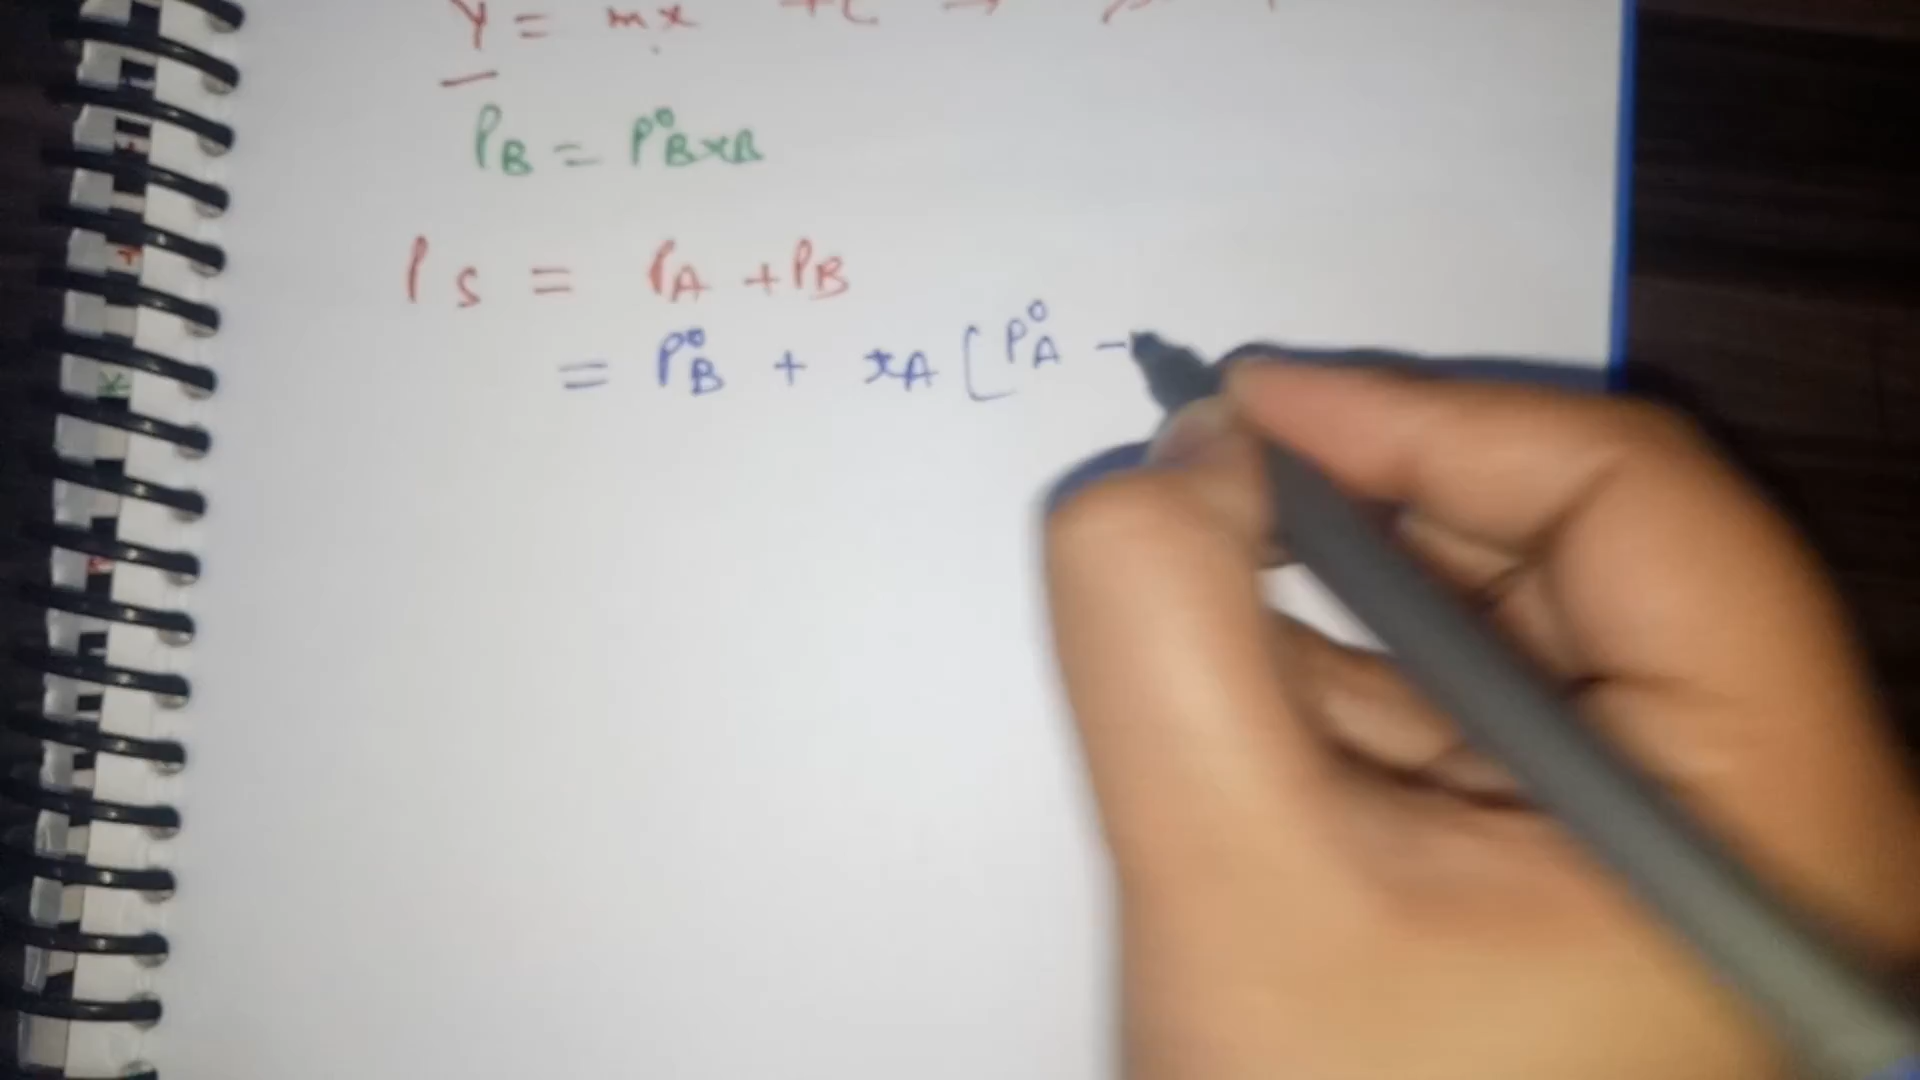 Y = mx + C →
P_B = P°_B x_B
P_S = P_A + P_B
= P°_B + x_A [P°_A -